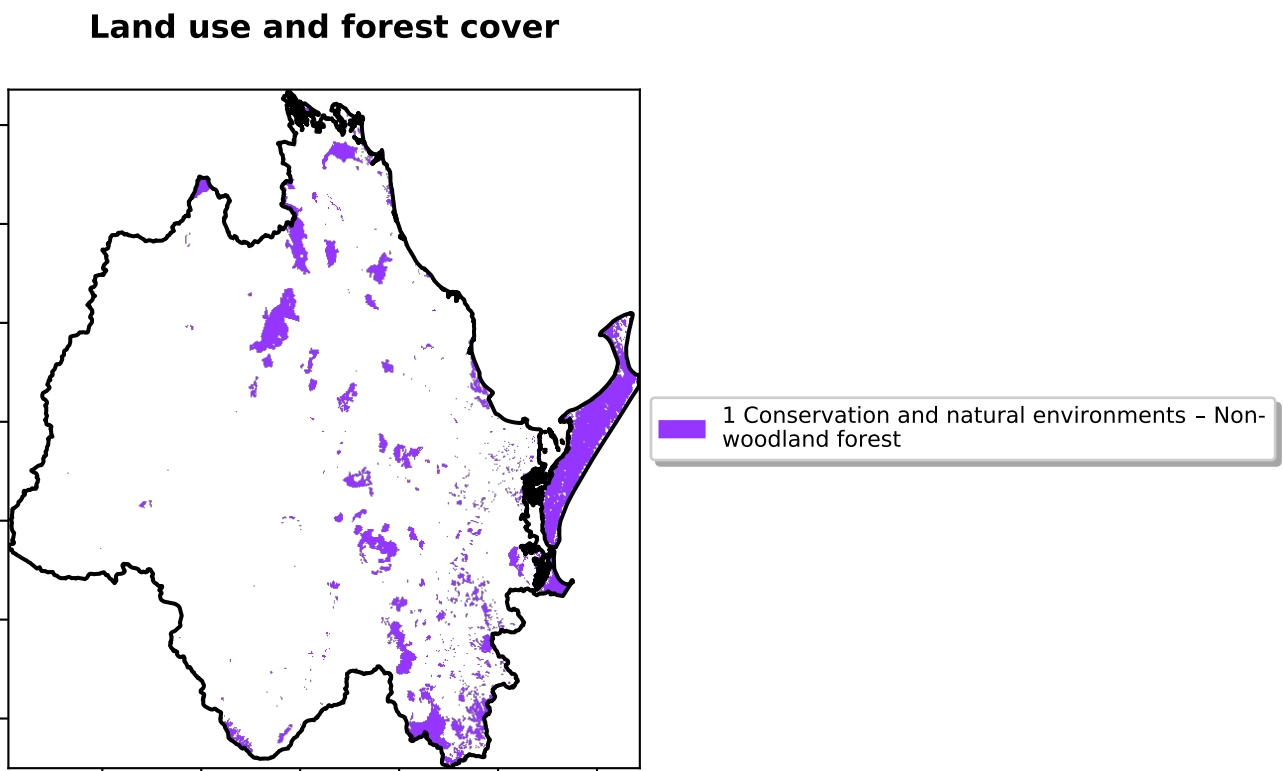 Land use and forest cover
1 Conservation and natural environments – Non-
woodland forest